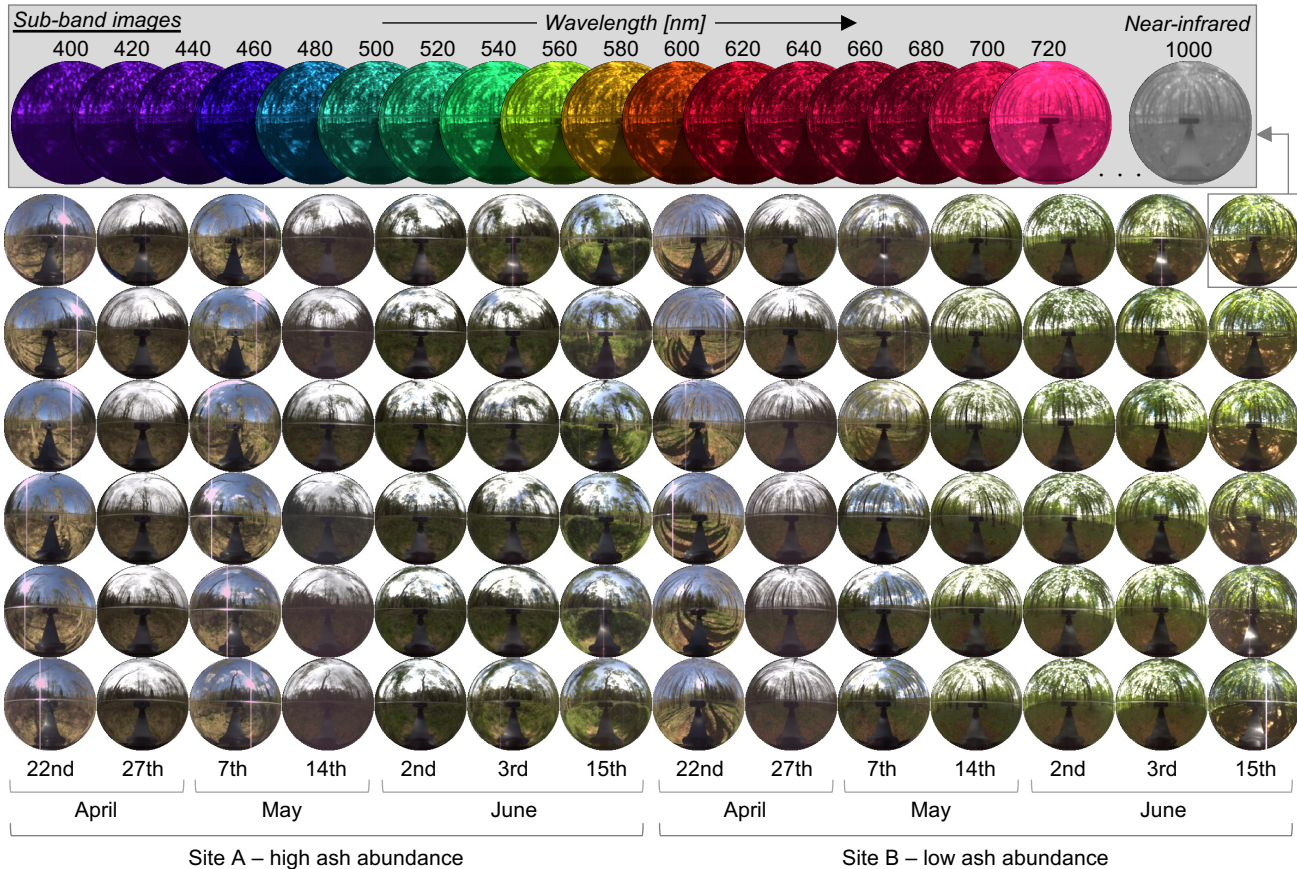 Sub-band images Wavelength [nm] Near-infrared
400 420 440 460 480 500 520 540 560 580 600 620 640 660 680 700 720 1000
. . .
22nd 27th 7th 14th 2nd 3rd 15th 22nd 27th 7th 14th 2nd 3rd 15th
April May June April May June
Site A – high ash abundance Site B – low ash abundance